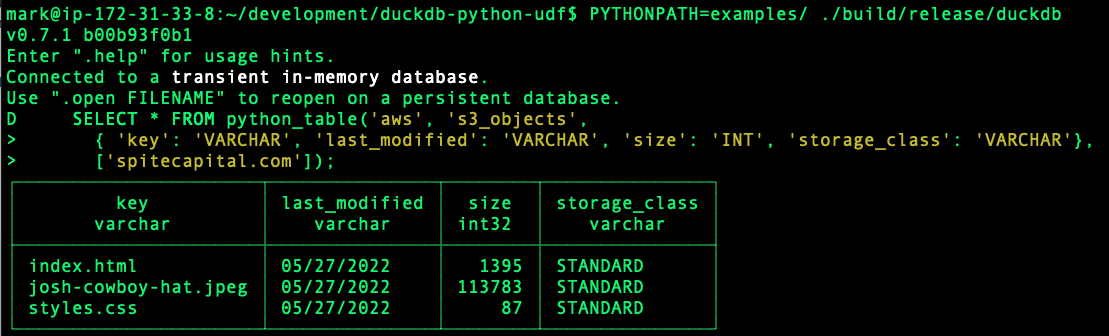 mark@ip-172-31-33-8:~/development/duckdb-python-udf$ PYTHONPATH=examples/ ./build/release/duckdb
v0.7.1 b00b93f0b1
Enter ".help" for usage hints.
Connected to a transient in-memory database.
Use ".open FILENAME" to reopen on a persistent database.
D     SELECT * FROM python_table('aws', 's3_objects',
>       { 'key': 'VARCHAR', 'last_modified': 'VARCHAR', 'size': 'INT', 'storage_class': 'VARCHAR'},
>       ['spitecapital.com']);
key last_modified size storage_class
varchar varchar int32 varchar
index.html 05/27/2022 1395 STANDARD
josh-cowboy-hat.jpeg 05/27/2022 113783 STANDARD
styles.css 05/27/2022 87 STANDARD